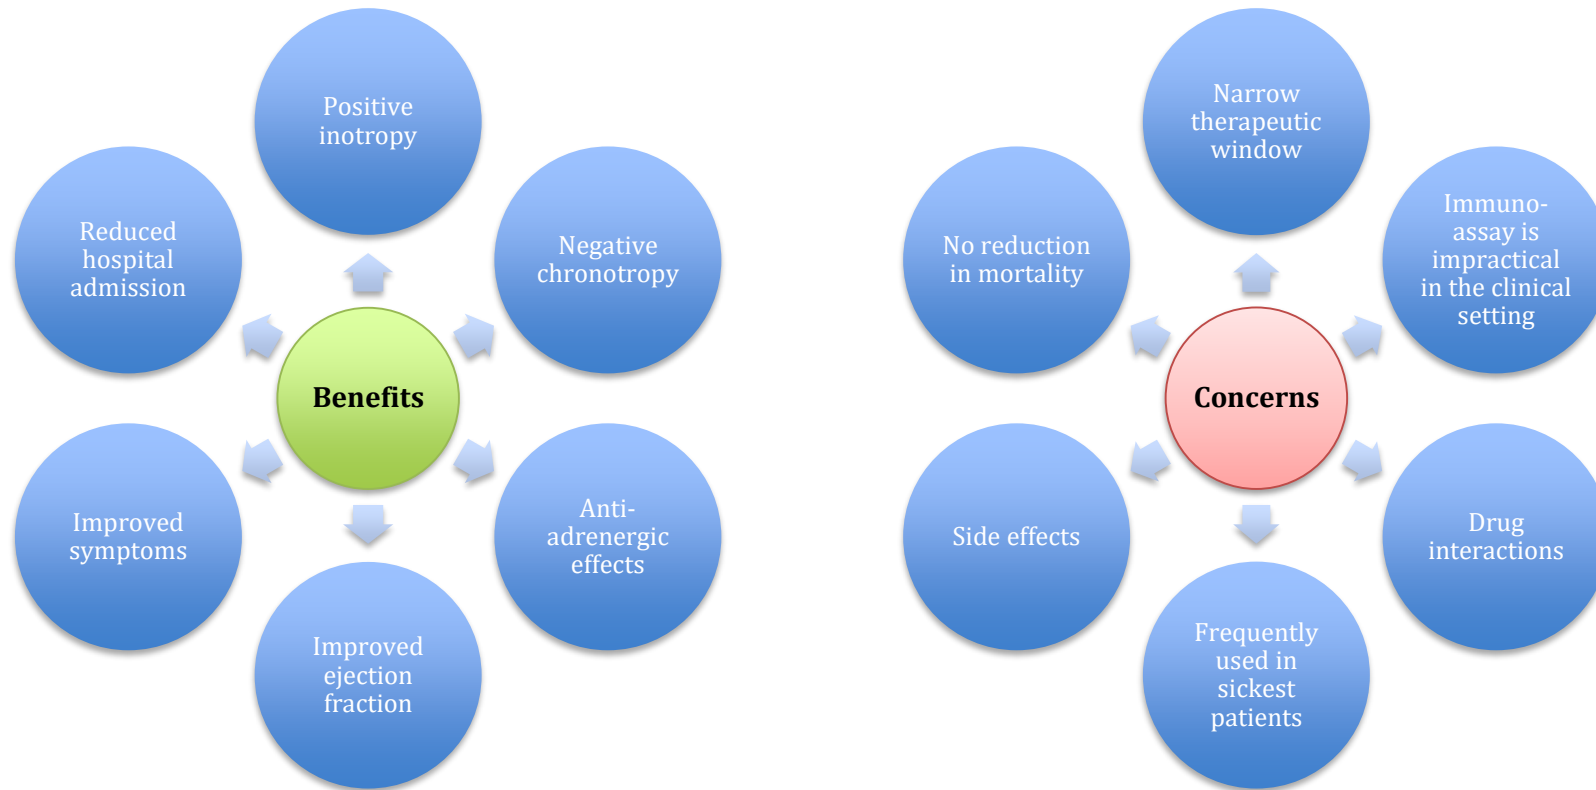 Positive
inotropy
Negative
chronotropy
Anti-
adrenergic
effects
Improved
ejection
fraction
Improved
symptoms
Reduced
hospital
admission
Benefits
Narrow
therapeutic
window
Immuno-
assay is
impractical
in the clinical
setting
Drug
interactions
Frequently
used in
sickest
patients
Side effects
No reduction
in mortality
Concerns